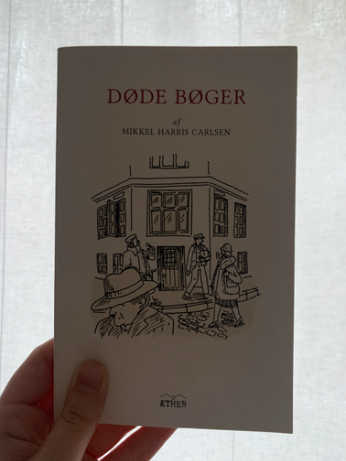 DØDE BØGER
af
MIKKEL HARRIS CARLSEN
ÆTHER